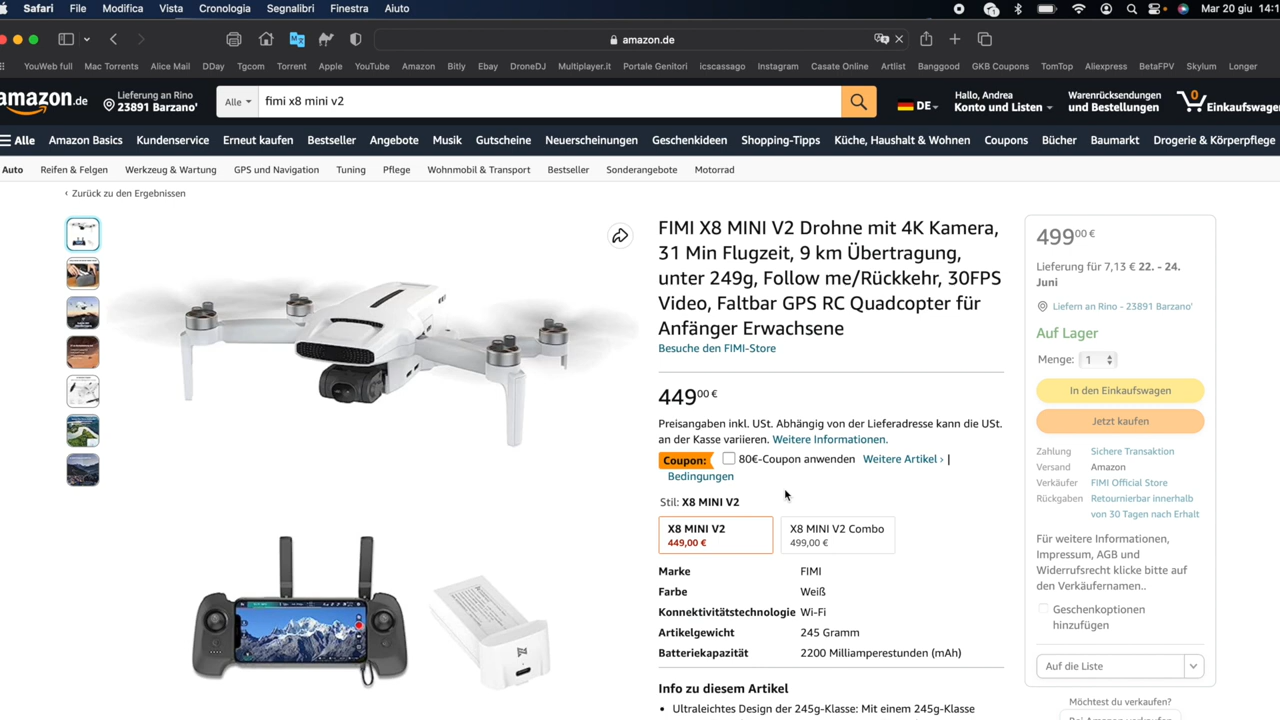 Safari File Modifica Vista Cronologia Segnalibri Finestra Aiuto Mar 20 giu 14:1
amazon.de
YouWeb full Mac Torrents Alice Mail DDay Tgcom Torrent Apple YouTube Amazon Bitly Ebay DroneDJ Multiplayer.it Portale Genitori icscassago Instagram Casate Online Artlist Banggood GKB Coupons TomTop Aliexpress BetaFPV Skylum Longer
amazon.de
Lieferung an Rino
23891 Barzano'
Alle
fimi x8 mini v2
DE
Hallo, Andrea
Konto und Listen
Warenrücksendungen
und Bestellungen
0
Einkaufswage
Alle Amazon Basics Kundenservice Erneut kaufen Bestseller Angebote Musik Gutscheine Neuerscheinungen Geschenkideen Shopping-Tipps Küche, Haushalt & Wohnen Coupons Bücher Baumarkt Drogerie & Körperpflege
Auto Reifen & Felgen Werkzeug & Wartung GPS und Navigation Tuning Pflege Wohnmobil & Transport Bestseller Sonderangebote Motorrad
‹ Zurück zu den Ergebnissen
FIMI X8 MINI V2 Drohne mit 4K Kamera,
31 Min Flugzeit, 9 km Übertragung,
unter 249g, Follow me/Rückkehr, 30FPS
Video, Faltbar GPS RC Quadcopter für
Anfänger Erwachsene
Besuche den FIMI-Store
449,00 €
Preisangaben inkl. USt. Abhängig von der Lieferadresse kann die USt.
an der Kasse variieren. Weitere Informationen.
Coupon: 80€-Coupon anwenden Weitere Artikel › |
Bedingungen
Stil: X8 MINI V2
X8 MINI V2
449,00 €
X8 MINI V2 Combo
499,00 €
Marke FIMI
Farbe Weiß
Konnektivitätstechnologie Wi-Fi
Artikelgewicht 245 Gramm
Batteriekapazität 2200 Milliamperestunden (mAh)
Info zu diesem Artikel
• Ultraleichtes Design der 245g-Klasse: Mit einem 245g-Klasse
499,00 €
Lieferung für 7,13 € 22. - 24.
Juni
Liefern an Rino - 23891 Barzano'
Auf Lager
Menge: 1
In den Einkaufswagen
Jetzt kaufen
Zahlung Sichere Transaktion
Versand Amazon
Verkäufer FIMI Official Store
Rückgaben Retournierbar innerhalb
von 30 Tagen nach Erhalt
Für weitere Informationen,
Impressum, AGB und
Widerrufsrecht klicke bitte auf
den Verkäufernamen..
Geschenkoptionen
hinzufügen
Auf die Liste
Möchtest du verkaufen?